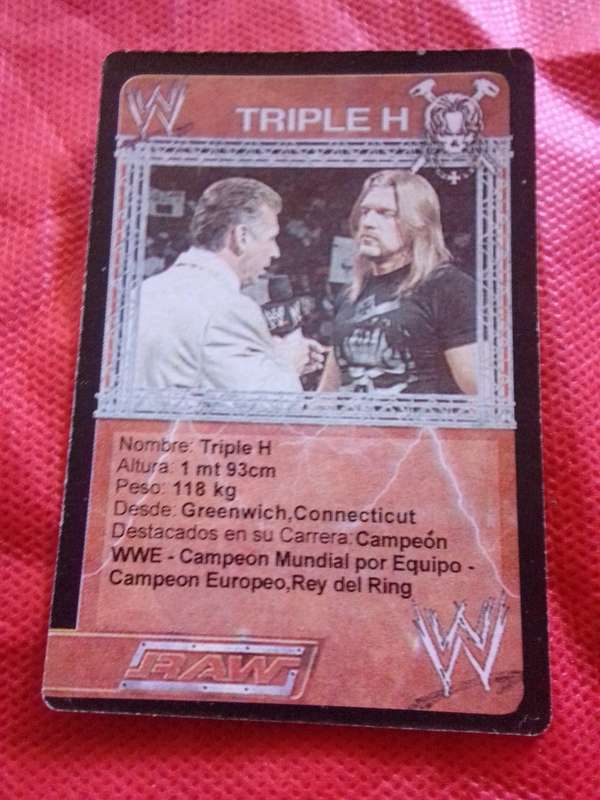 W
TRIPLE H
Nombre: Triple H
Altura: 1 mt 93cm
Peso: 118 kg
Desde: Greenwich,Connecticut
Destacados en su Carrera: Campeón
WWE - Campeon Mundial por Equipo -
Campeon Europeo,Rey del Ring
RAW
W